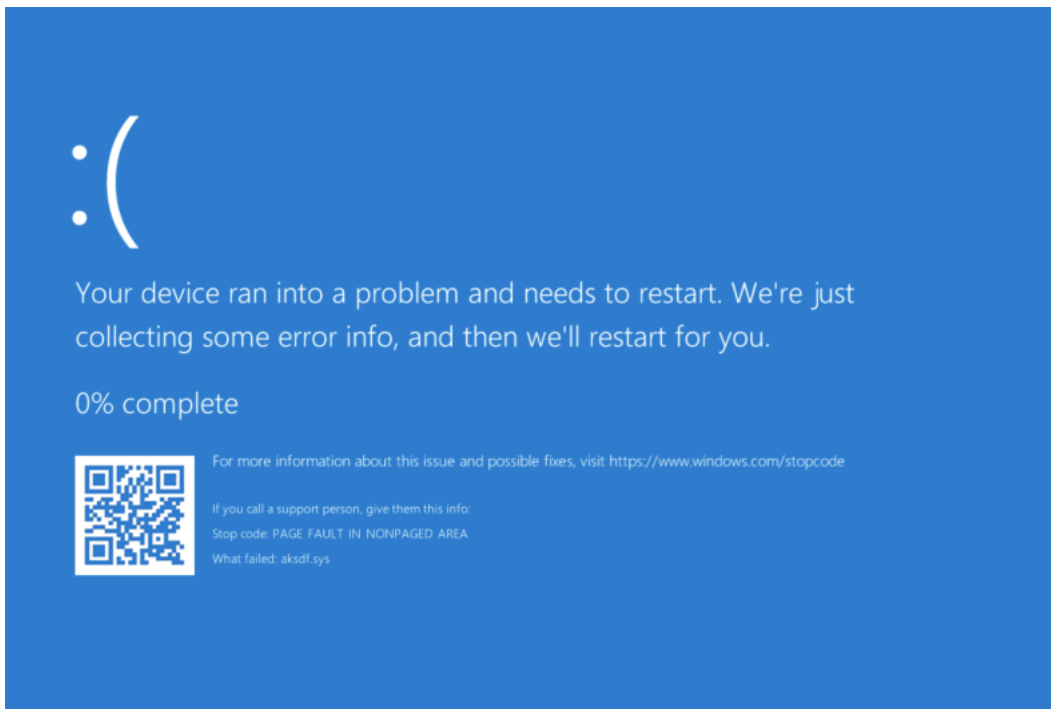 :(
Your device ran into a problem and needs to restart. We're just
collecting some error info, and then we'll restart for you.
0% complete
For more information about this issue and possible fixes, visit https://www.windows.com/stopcode
If you call a support person, give them this info:
Stop code: PAGE FAULT IN NONPAGED AREA
What failed: aksdf.sys